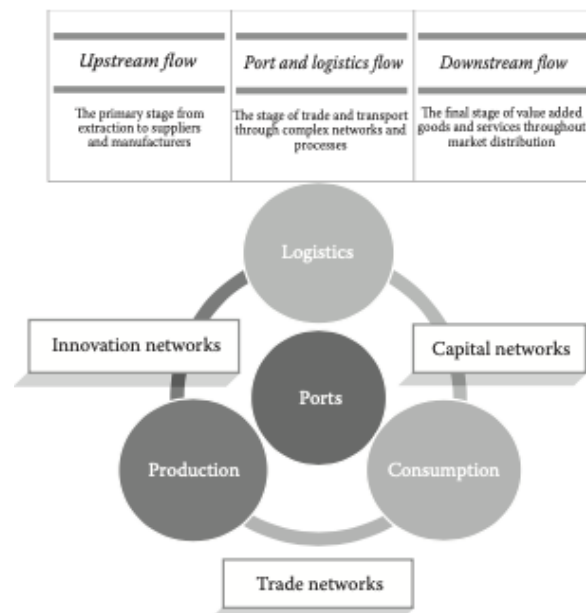 Upstream flow
Port and logistics flow
Downstream flow
The primary stage from
extraction to suppliers
and manufacturers
The stage of trade and transport
through complex networks and
processes
The final stage of value added
goods and services throughout
market distribution
Logistics
Innovation networks
Capital networks
Ports
Production
Consumption
Trade networks